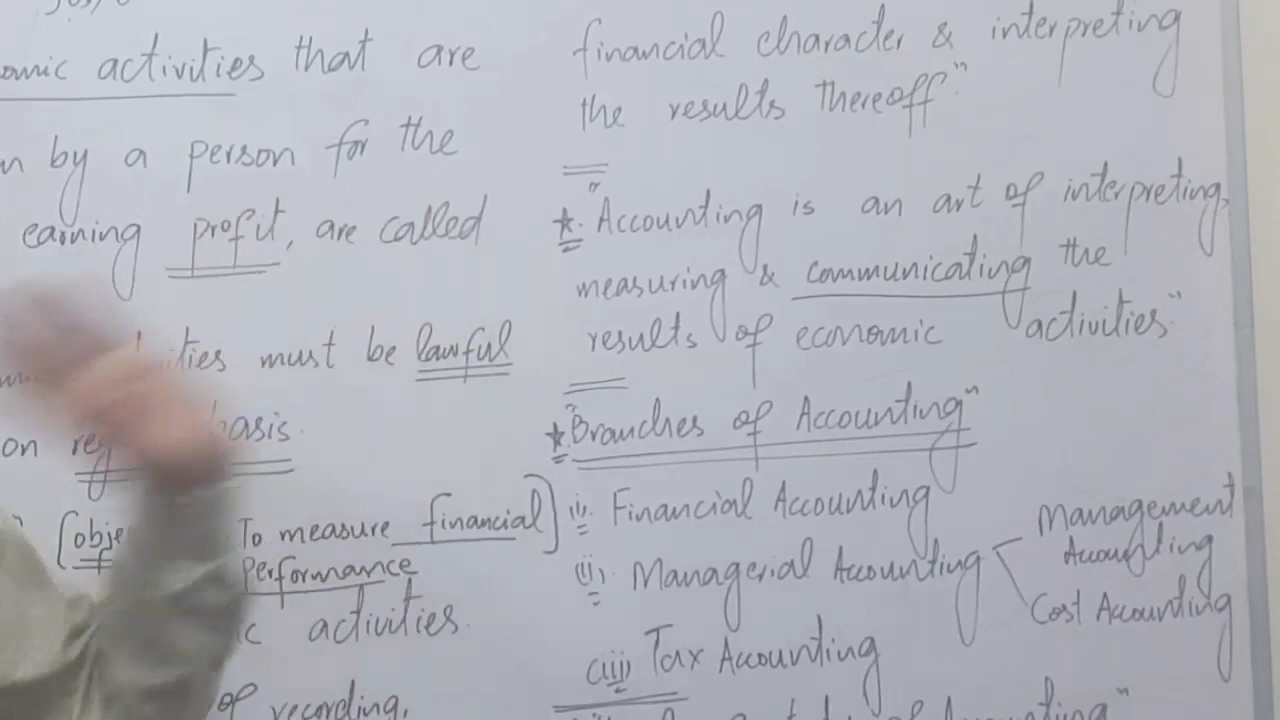 activities that are
by a person for the
earning profit, are called
must be lawful
on basis
To measure financial
Performance
activities.
of recording,
financial character & interpreting
the results thereoff"
* "Accounting is an art of interpreting,
measuring & communicating the
results of economic activities"
* "Branches of Accounting"
(i). Financial Accounting
(ii). Managerial Accounting
Management
Accounting
Cost Accounting
(iii) Tax Accounting